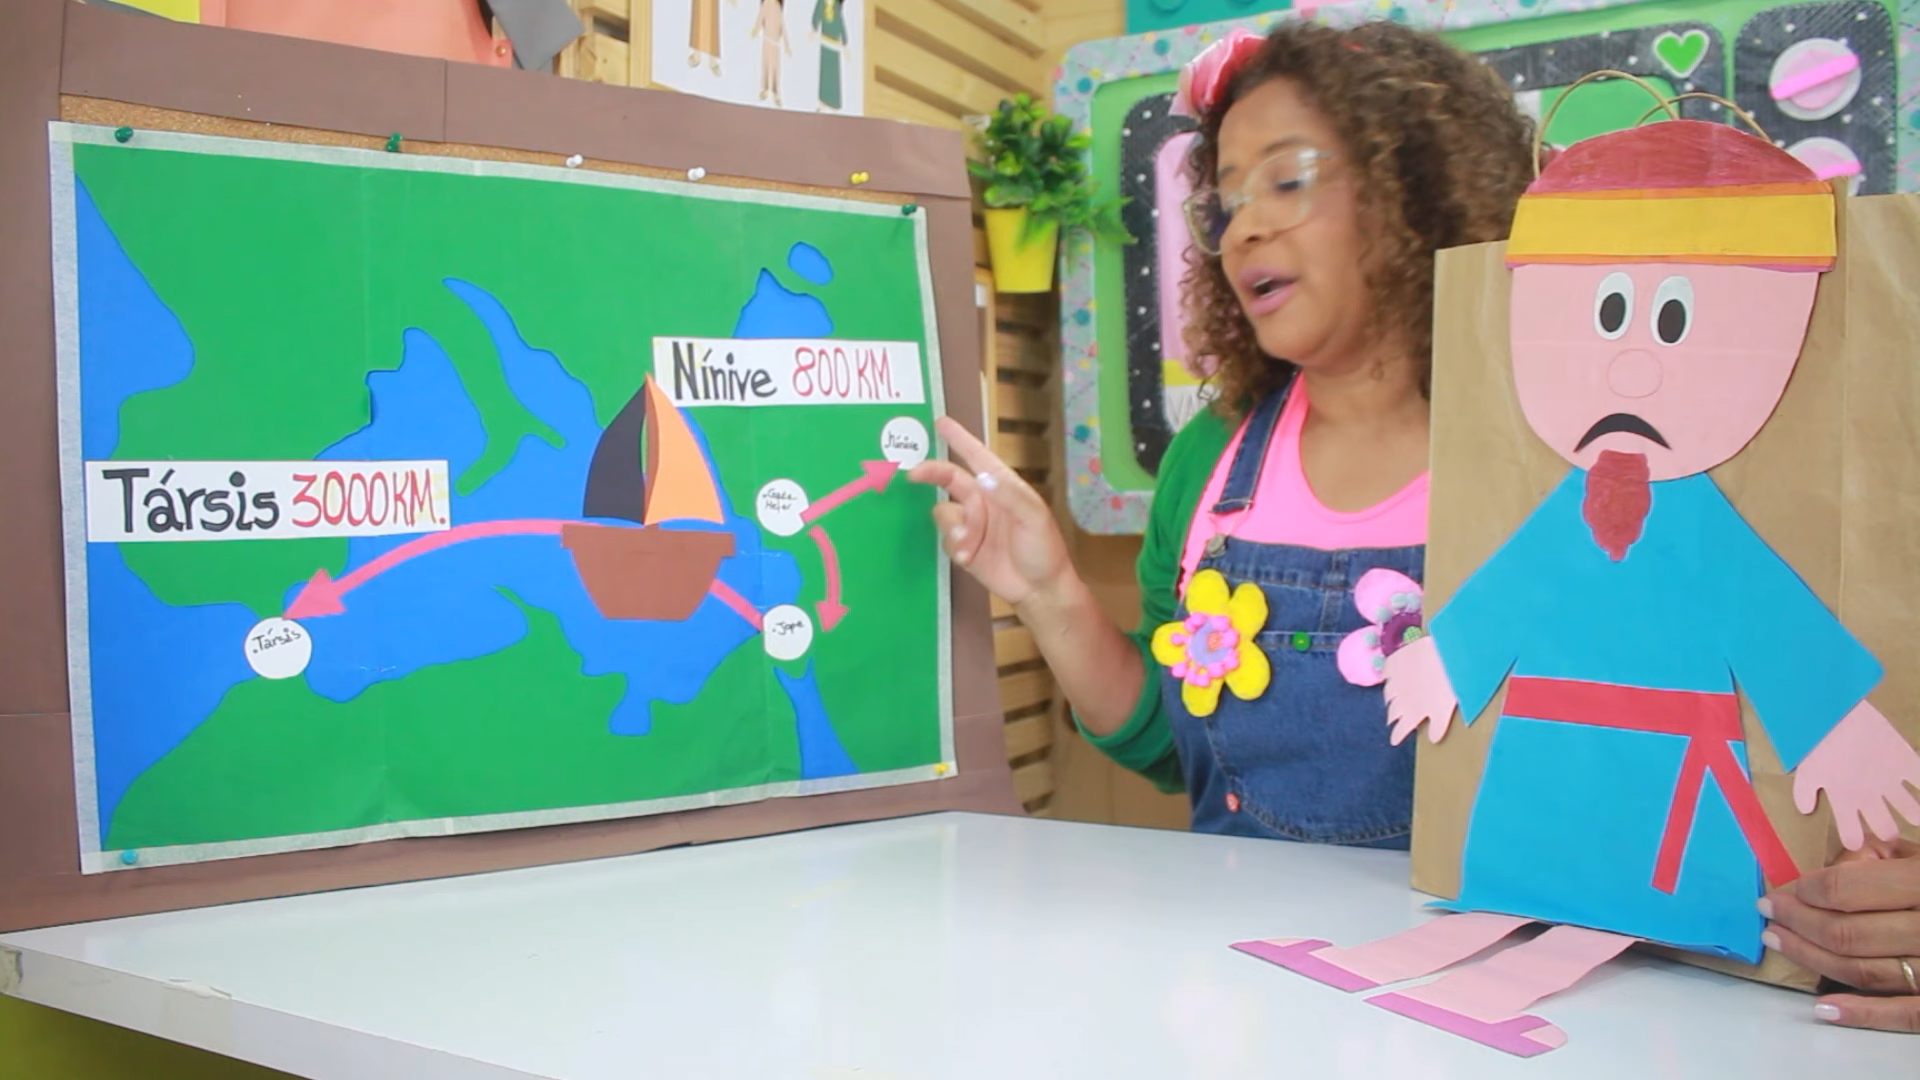 Nínive 800 KM.
Társis 3000 KM.
.Nínive
.Társis
.Jope